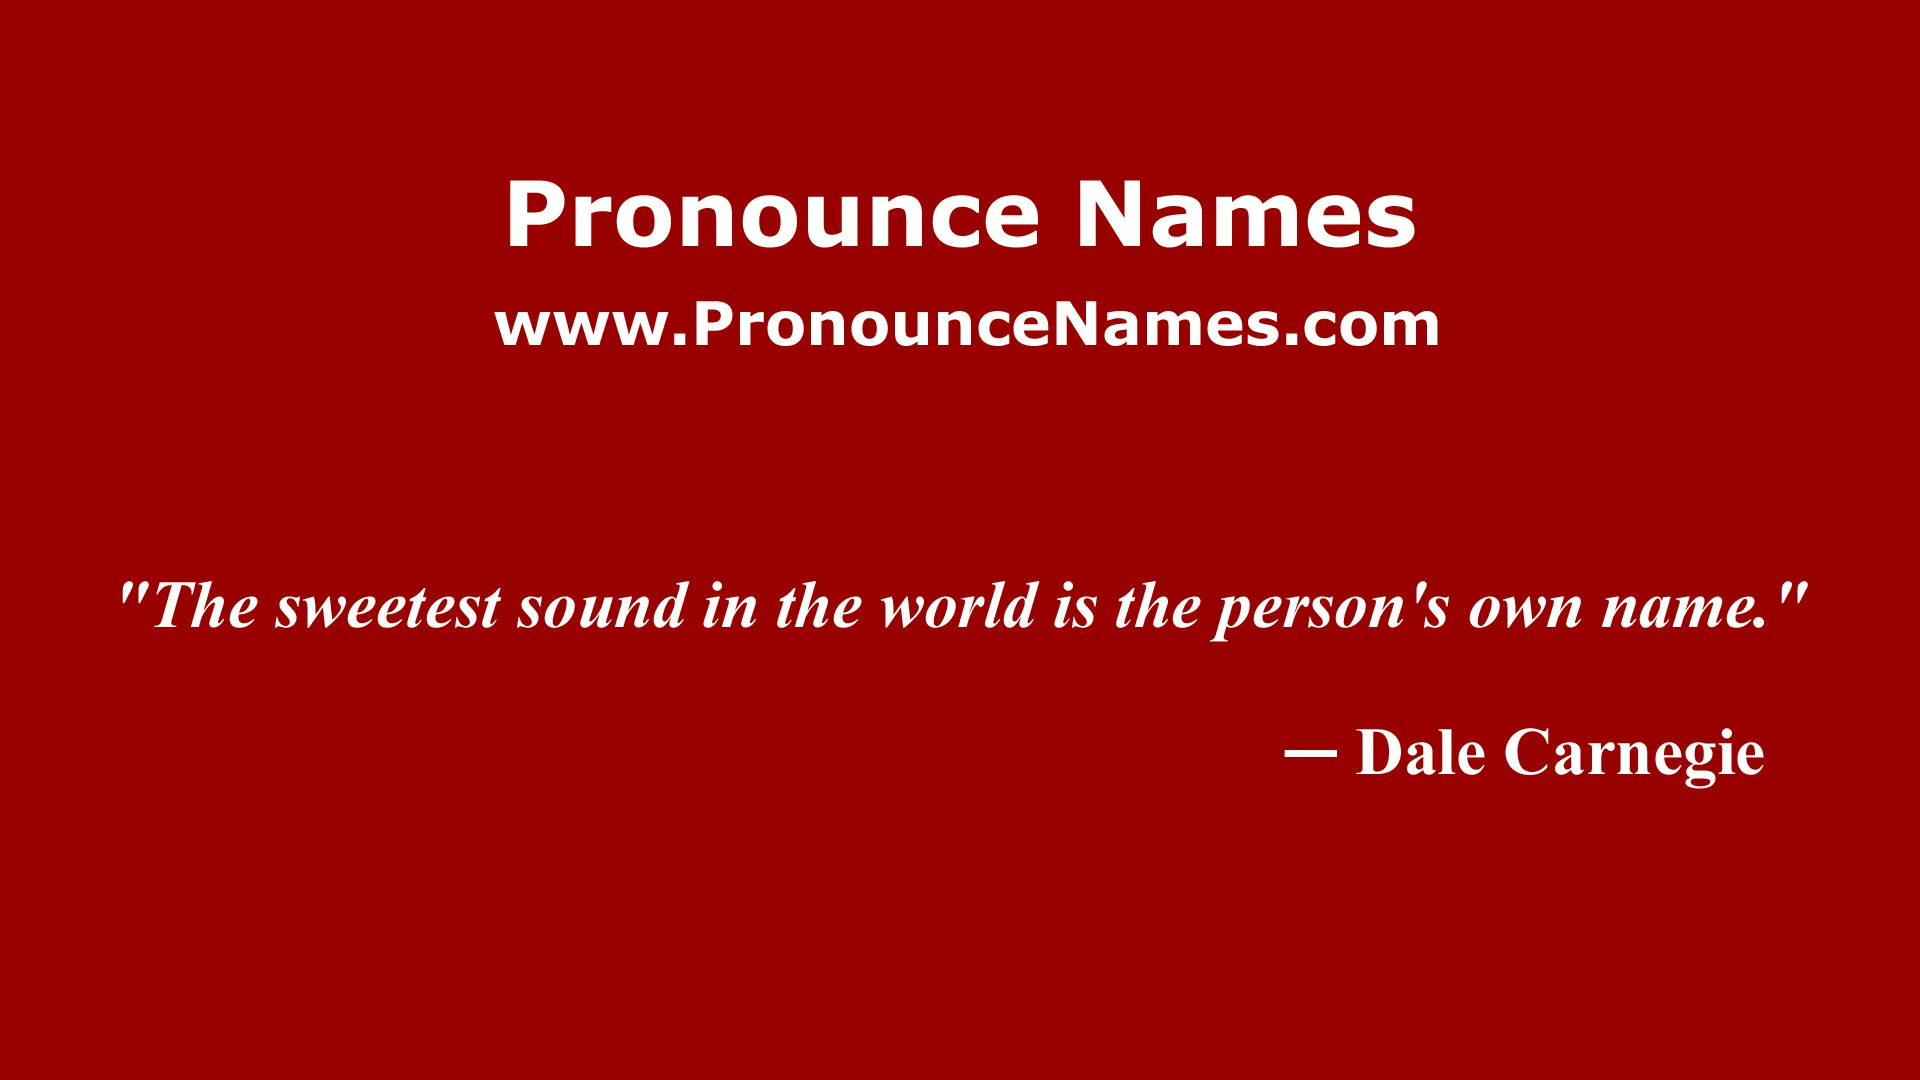 Pronounce Names
www.PronounceNames.com
"The sweetest sound in the world is the person's own name."
— Dale Carnegie